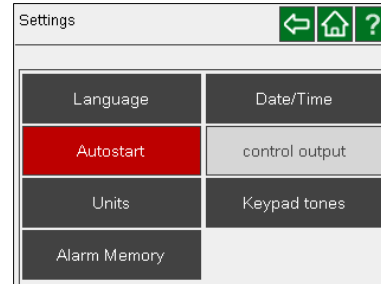 Settings
?
Language
Date/Time
Autostart
control output
Units
Keypad tones
Alarm Memory